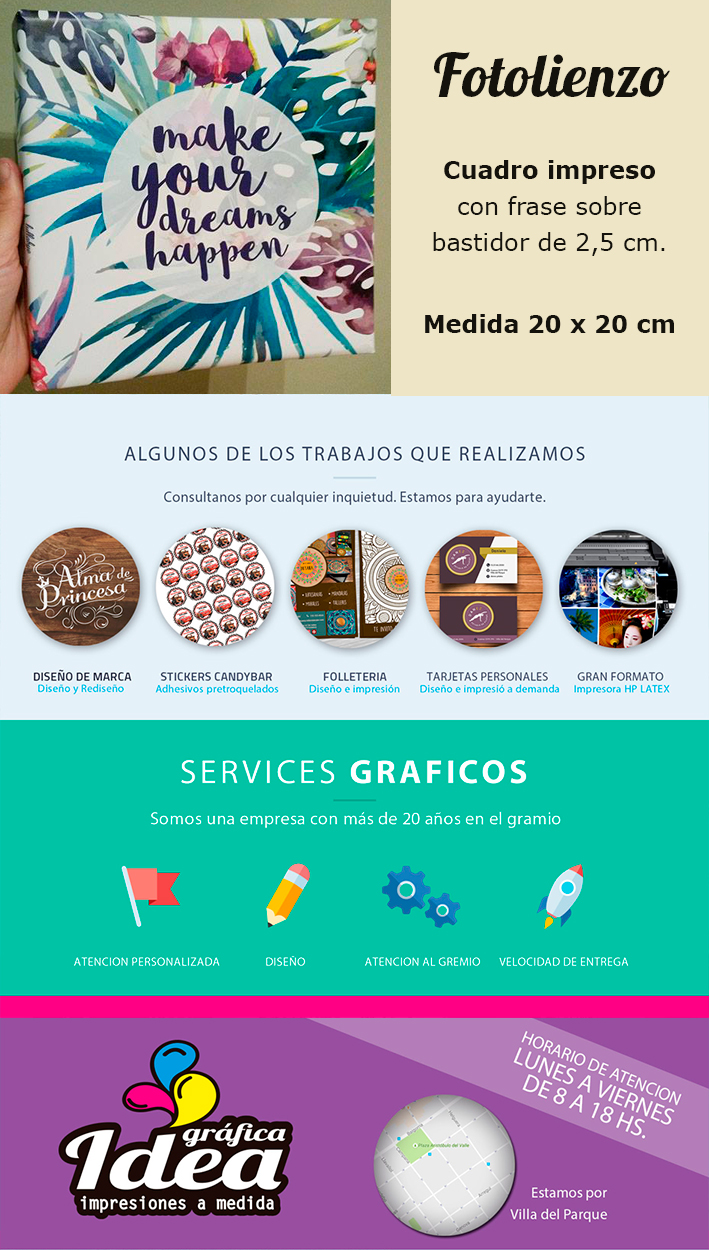 make
your
dreams
happen
Fotolienzo
Cuadro impreso
con frase sobre
bastidor de 2,5 cm.
Medida 20 x 20 cm
ALGUNOS DE LOS TRABAJOS QUE REALIZAMOS
Consultanos por cualquier inquietud. Estamos para ayudarte.
Alma de
Princesa
DISEÑO DE MARCA
Diseño y Rediseño
STICKERS CANDYBAR
Adhesivos pretroquelados
FOLLETERIA
Diseño e impresión
TARJETAS PERSONALES
Diseño e impresió a demanda
GRAN FORMATO
Impresora HP LATEX
SERVICES GRAFICOS
Somos una empresa con más de 20 años en el gramio
ATENCION PERSONALIZADA
DISEÑO
ATENCION AL GREMIO
VELOCIDAD DE ENTREGA
HORARIO DE ATENCION
LUNES A VIERNES
DE 8 A 18 HS.
gráfica
Idea
impresiones a medida
Estamos por
Villa del Parque